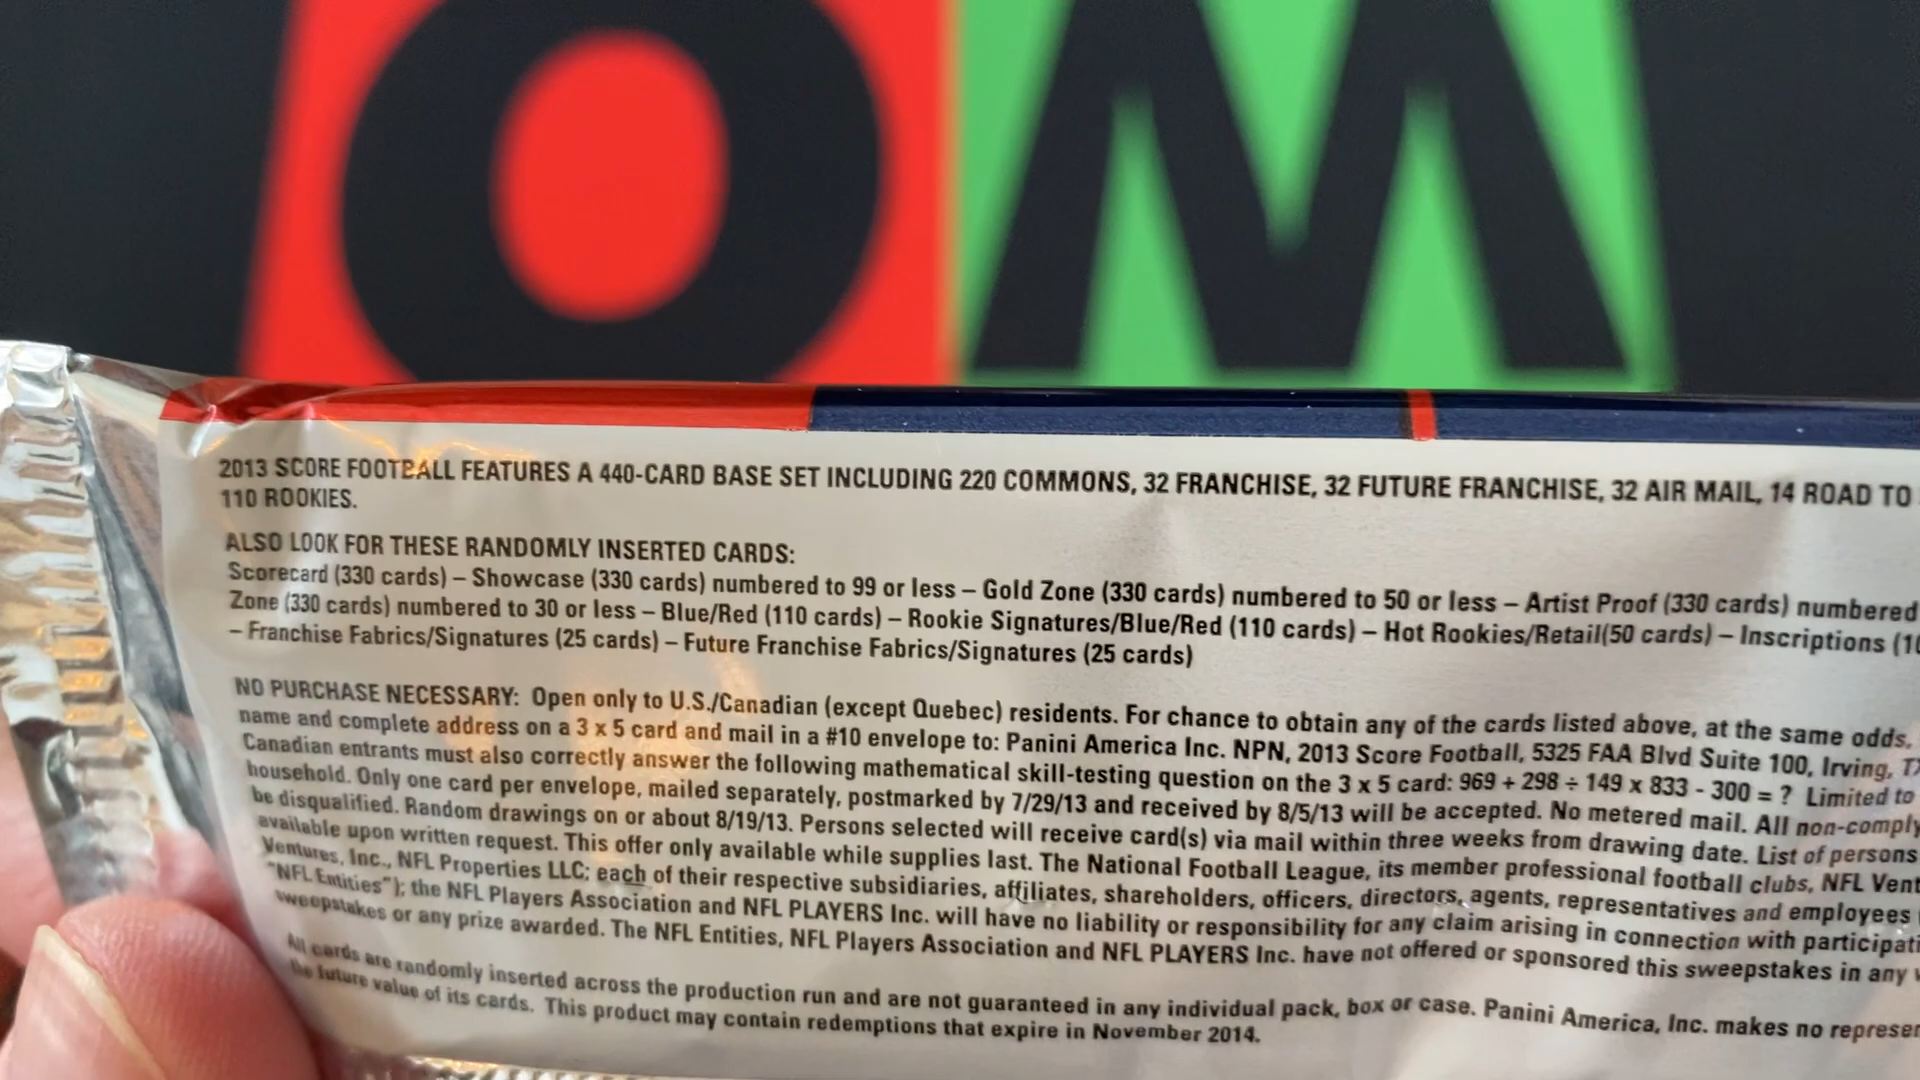 OM
2013 SCORE FOOTBALL FEATURES A 440-CARD BASE SET INCLUDING 220 COMMONS, 32 FRANCHISE, 32 FUTURE FRANCHISE, 32 AIR MAIL, 14 ROAD TO
110 ROOKIES.
ALSO LOOK FOR THESE RANDOMLY INSERTED CARDS:
Scorecard (330 cards) – Showcase (330 cards) numbered to 99 or less – Gold Zone (330 cards) numbered to 50 or less – Artist Proof (330 cards) numbered
Zone (330 cards) numbered to 30 or less – Blue/Red (110 cards) – Rookie Signatures/Blue/Red (110 cards) – Hot Rookies/Retail(50 cards) – Inscriptions
– Franchise Fabrics/Signatures (25 cards) – Future Franchise Fabrics/Signatures (25 cards)
NO PURCHASE NECESSARY: Open only to U.S./Canadian (except Quebec) residents. For chance to obtain any of the cards listed above, at the same odds,
name and complete address on a 3 x 5 card and mail in a #10 envelope to: Panini America Inc. NPN, 2013 Score Football, 5325 FAA Blvd Suite 100, Irving,
Canadian entrants must also correctly answer the following mathematical skill-testing question on the 3 x 5 card: 969 + 298 ÷ 149 x 833 - 300 = ? Limited to
household. Only one card per envelope, mailed separately, postmarked by 7/29/13 and received by 8/5/13 will be accepted. No metered mail. All
be disqualified. Random drawings on or about 8/19/13. Persons selected will receive card(s) via mail within three weeks from drawing date. List of persons
available upon written request. This offer only available while supplies last. The National Football League, its member professional football clubs, NFL
Ventures, Inc., NFL Properties LLC; each of their respective subsidiaries, affiliates, shareholders, officers, directors, agents, representatives and employees
"NFL Entities"); the NFL Players Association and NFL PLAYERS Inc. will have no liability or responsibility for any claim arising in connection with
sweepstakes or any prize awarded. The NFL Entities, NFL Players Association and NFL PLAYERS Inc. have not offered or sponsored this sweepstakes in any
All cards are randomly inserted across the production run and are not guaranteed in any individual pack, box or case. Panini America, Inc. makes no
the future value of its cards. This product may contain redemptions that expire in November 2014.